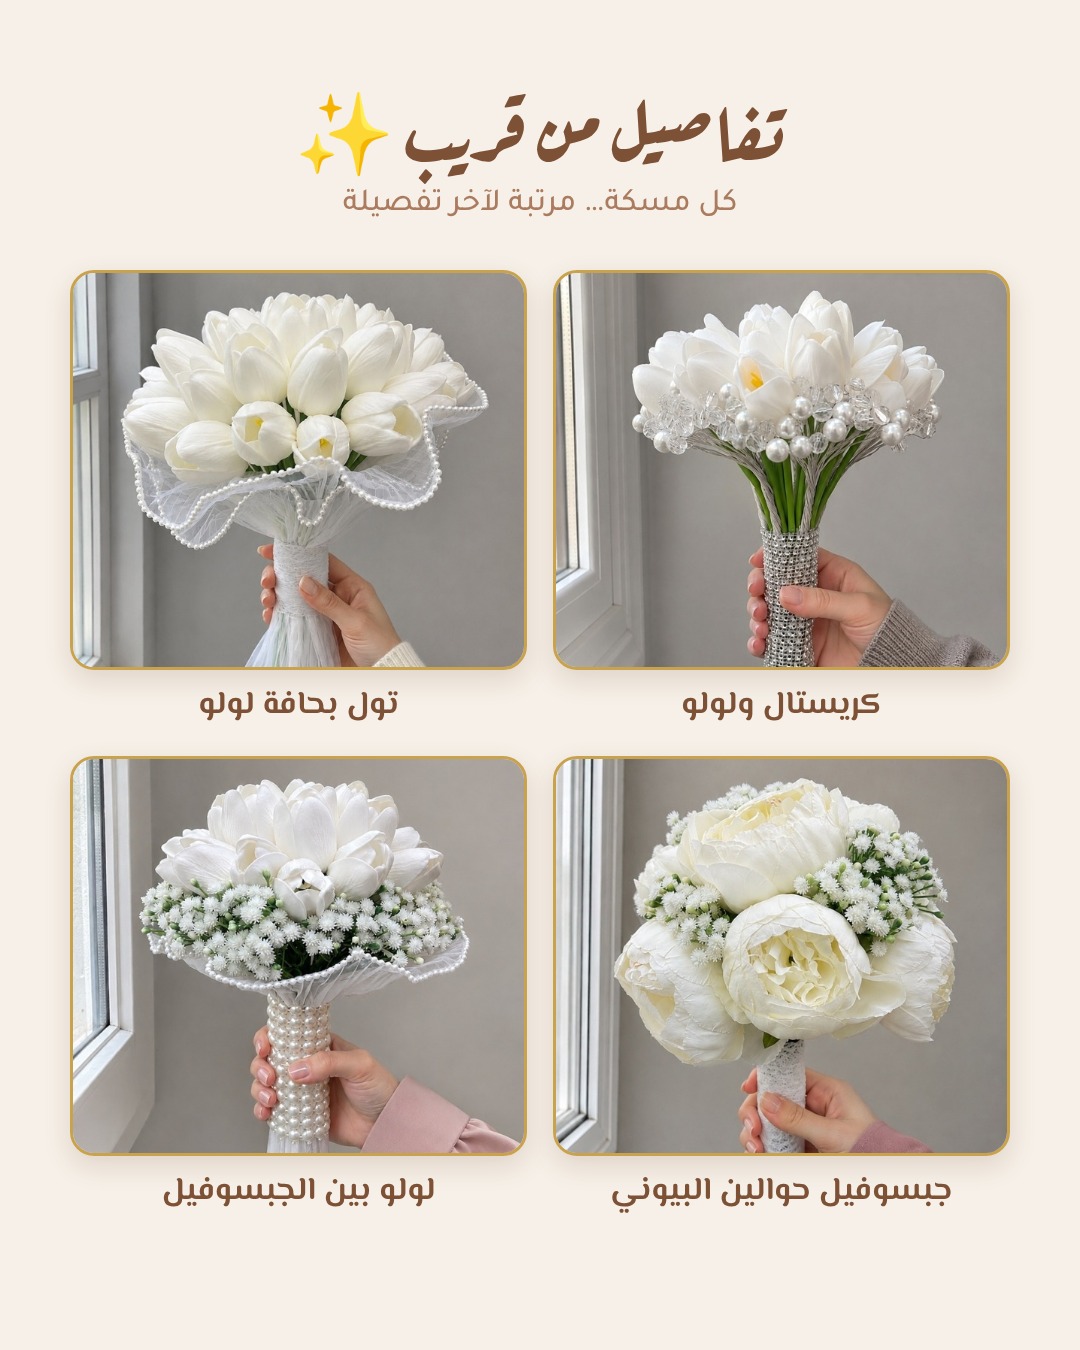 تفاصيل من قريب ✨
كل مسكة... مرتبة لآخر تفصيلة
كريستال ولولو
تول بحافة لولو
جبسوفيل حوالين البيوني
لولو بين الجبسوفيل